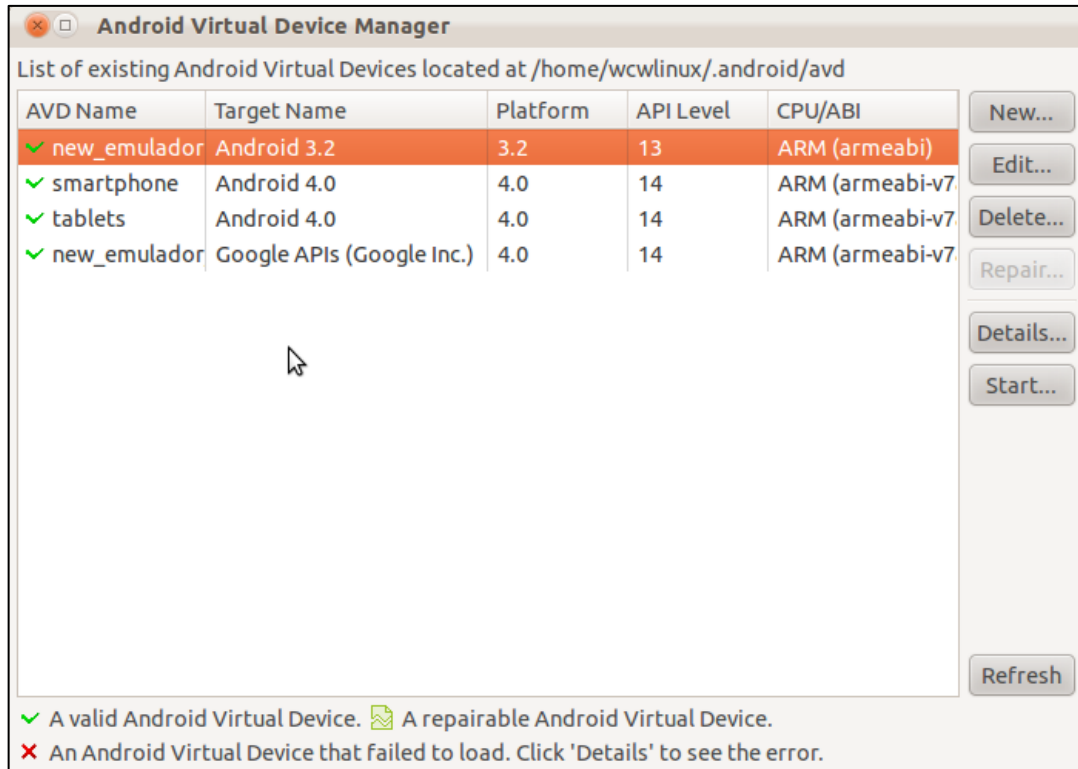 Android Virtual Device Manager
List of existing Android Virtual Devices located at /home/wcwlinux/.android/avd
AVD Name Target Name Platform API Level CPU/ABI New...
new_emulador Android 3.2 3.2 13 ARM (armeabi)
Edit...
smartphone Android 4.0 4.0 14 ARM (armeabi-v7
tablets Android 4.0 4.0 14 ARM (armeabi-v7 Delete...
new_emulador Google APIs (Google Inc.) 4.0 14 ARM (armeabi-v7
Repair...
Details...
Start...
Refresh
A valid Android Virtual Device. A repairable Android Virtual Device.
An Android Virtual Device that failed to load. Click 'Details' to see the error.